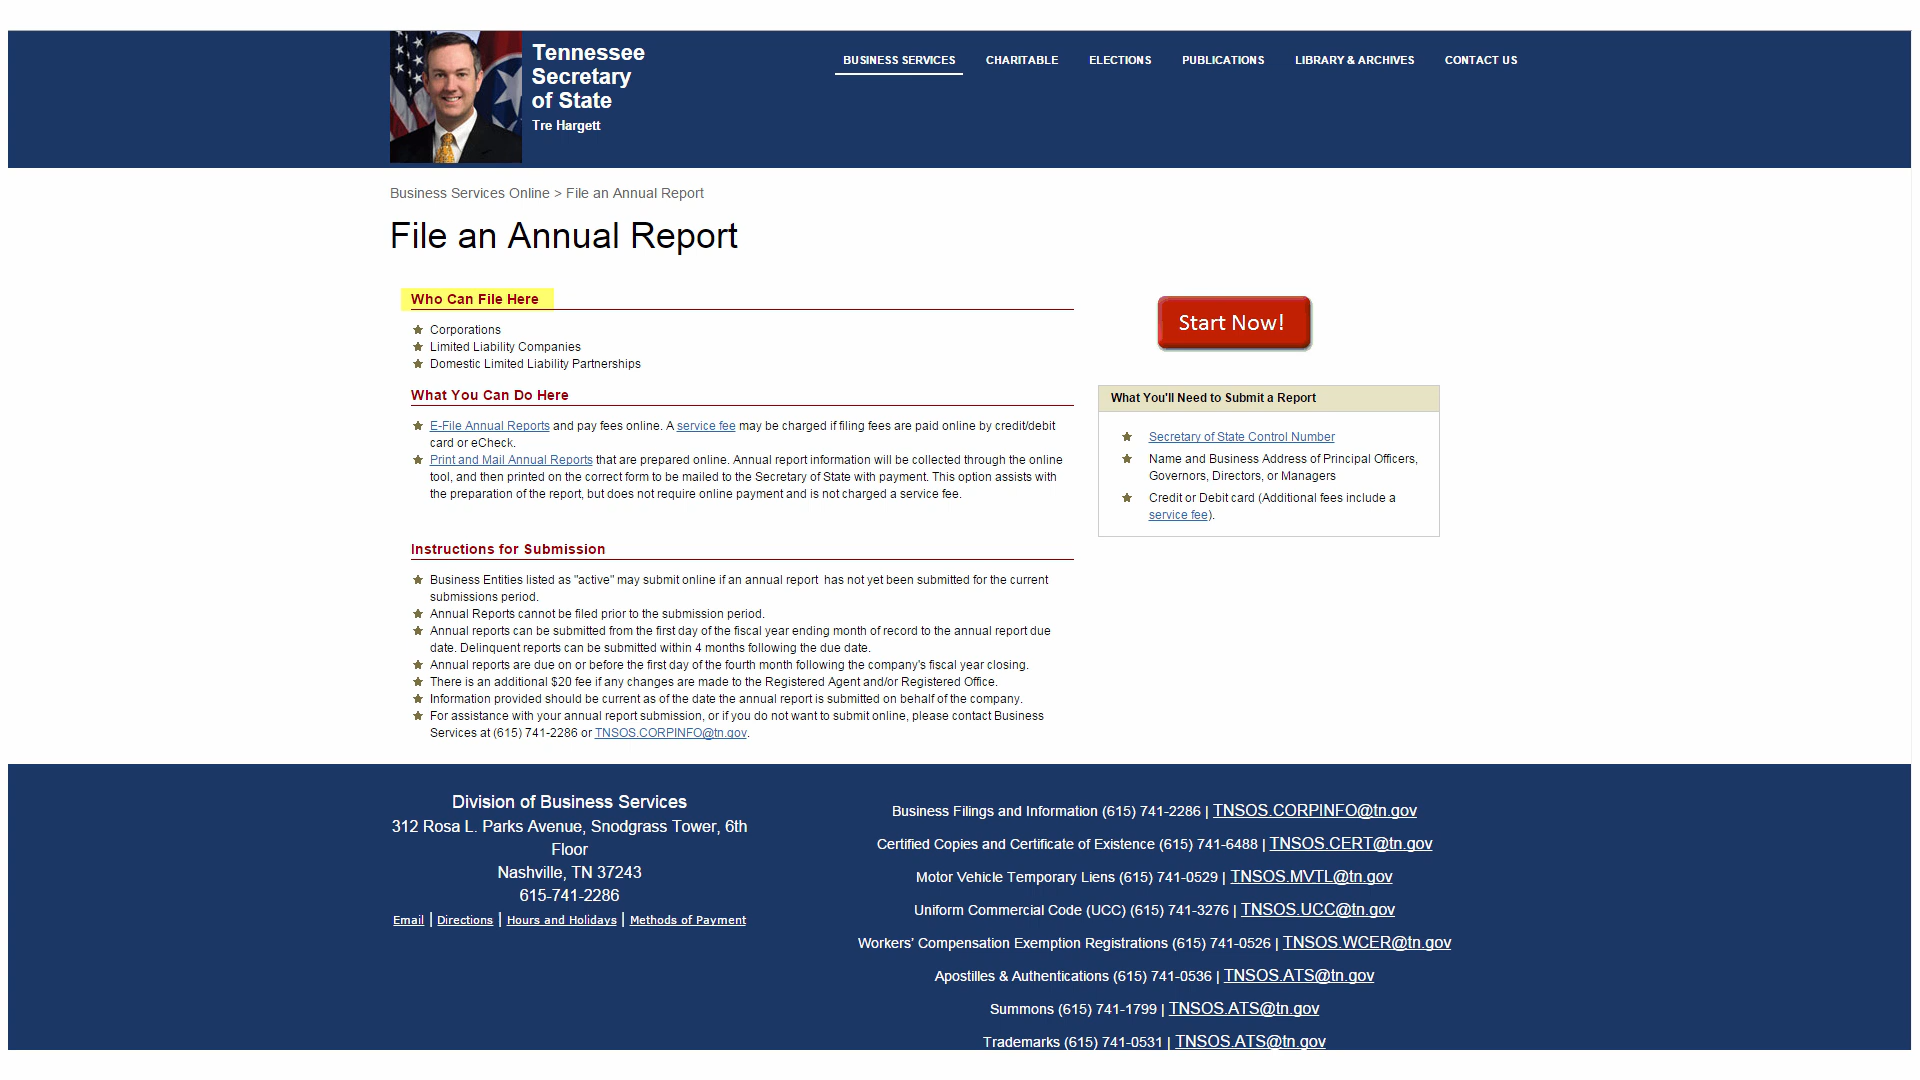 Tennessee
Secretary
of State
Tre Hargett
BUSINESS SERVICES
CHARITABLE
ELECTIONS
PUBLICATIONS
LIBRARY & ARCHIVES
CONTACT US
Business Services Online > File an Annual Report
File an Annual Report
Who Can File Here
Corporations
Limited Liability Companies
Domestic Limited Liability Partnerships
What You Can Do Here
E-File Annual Reports and pay fees online. A service fee may be charged if filing fees are paid online by credit/debit
card or eCheck.
Print and Mail Annual Reports that are prepared online. Annual report information will be collected through the online
tool, and then printed on the correct form to be mailed to the Secretary of State with payment. This option assists with
the preparation of the report, but does not require online payment and is not charged a service fee.
Instructions for Submission
Business Entities listed as "active" may submit online if an annual report has not yet been submitted for the current
submissions period.
Annual Reports cannot be filed prior to the submission period.
Annual reports can be submitted from the first day of the fiscal year ending month of record to the annual report due
date. Delinquent reports can be submitted within 4 months following the due date.
Annual reports are due on or before the first day of the fourth month following the company's fiscal year closing.
There is an additional $20 fee if any changes are made to the Registered Agent and/or Registered Office.
Information provided should be current as of the date the annual report is submitted on behalf of the company.
For assistance with your annual report submission, or if you do not want to submit online, please contact Business
Services at (615) 741-2286 or TNSOS.CORPINFO@tn.gov.
Start Now!
What You'll Need to Submit a Report
Secretary of State Control Number
Name and Business Address of Principal Officers,
Governors, Directors, or Managers
Credit or Debit card (Additional fees include a
service fee).
Division of Business Services
312 Rosa L. Parks Avenue, Snodgrass Tower, 6th
Floor
Nashville, TN 37243
615-741-2286
Email | Directions | Hours and Holidays | Methods of Payment
Business Filings and Information (615) 741-2286 | TNSOS.CORPINFO@tn.gov
Certified Copies and Certificate of Existence (615) 741-6488 | TNSOS.CERT@tn.gov
Motor Vehicle Temporary Liens (615) 741-0529 | TNSOS.MVTL@tn.gov
Uniform Commercial Code (UCC) (615) 741-3276 | TNSOS.UCC@tn.gov
Workers' Compensation Exemption Registrations (615) 741-0526 | TNSOS.WCER@tn.gov
Apostilles & Authentications (615) 741-0536 | TNSOS.ATS@tn.gov
Summons (615) 741-1799 | TNSOS.ATS@tn.gov
Trademarks (615) 741-0531 | TNSOS.ATS@tn.gov